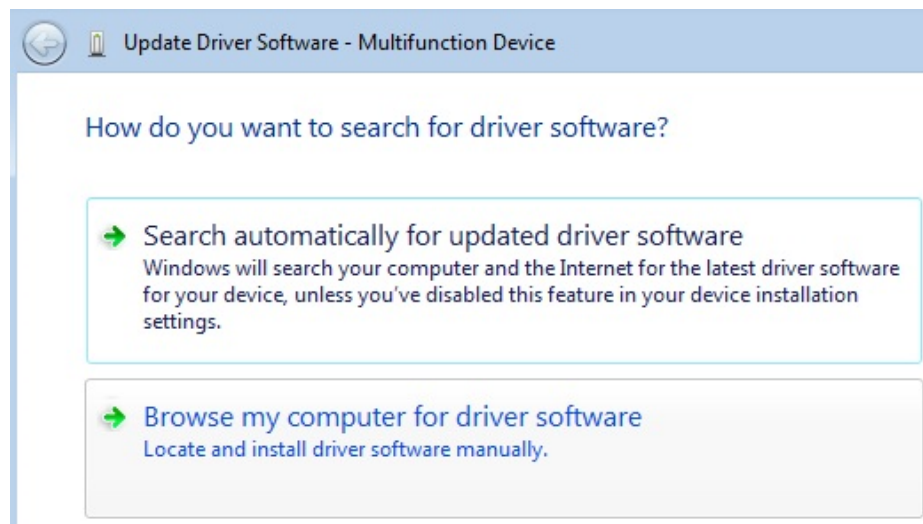 Update Driver Software - Multifunction Device
How do you want to search for driver software?
Search automatically for updated driver software
Windows will search your computer and the Internet for the latest driver software
for your device, unless you've disabled this feature in your device installation
settings.
Browse my computer for driver software
Locate and install driver software manually.